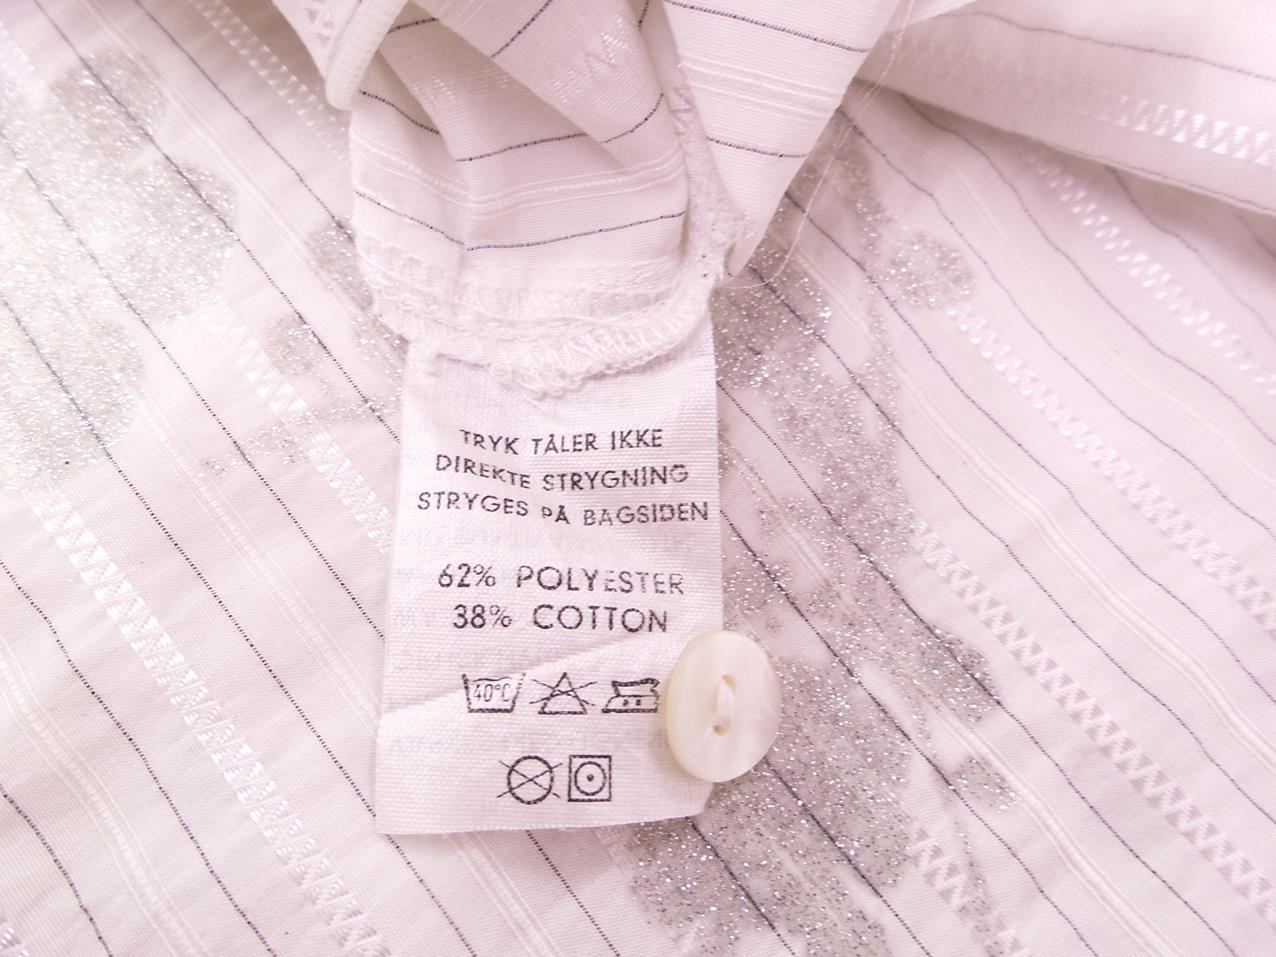 TRYK TÅLER IKKE
DIREKTE STRYGNING
STRYGES PÅ BAGSIDEN
62% POLYESTER
38% COTTON
40°C